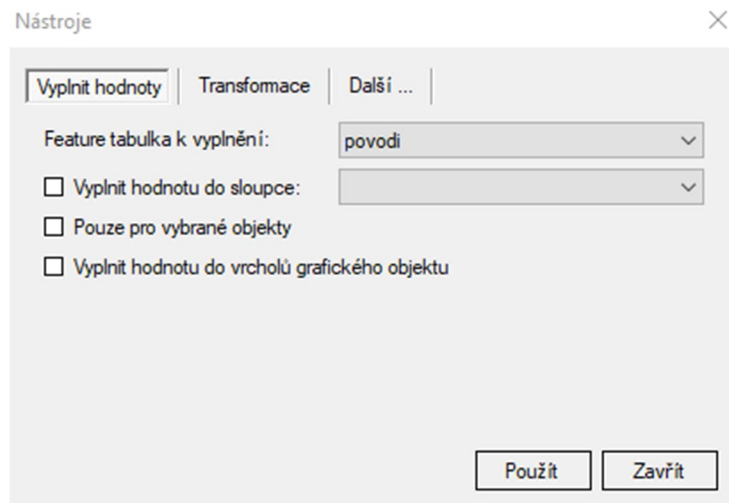 Nástroje
Vyplnit hodnoty Transformace Další ...
Feature tabulka k vyplnění: povodi
Vyplnit hodnotu do sloupce:
Pouze pro vybrané objekty
Vyplnit hodnotu do vrcholů grafického objektu
Použít Zavřít